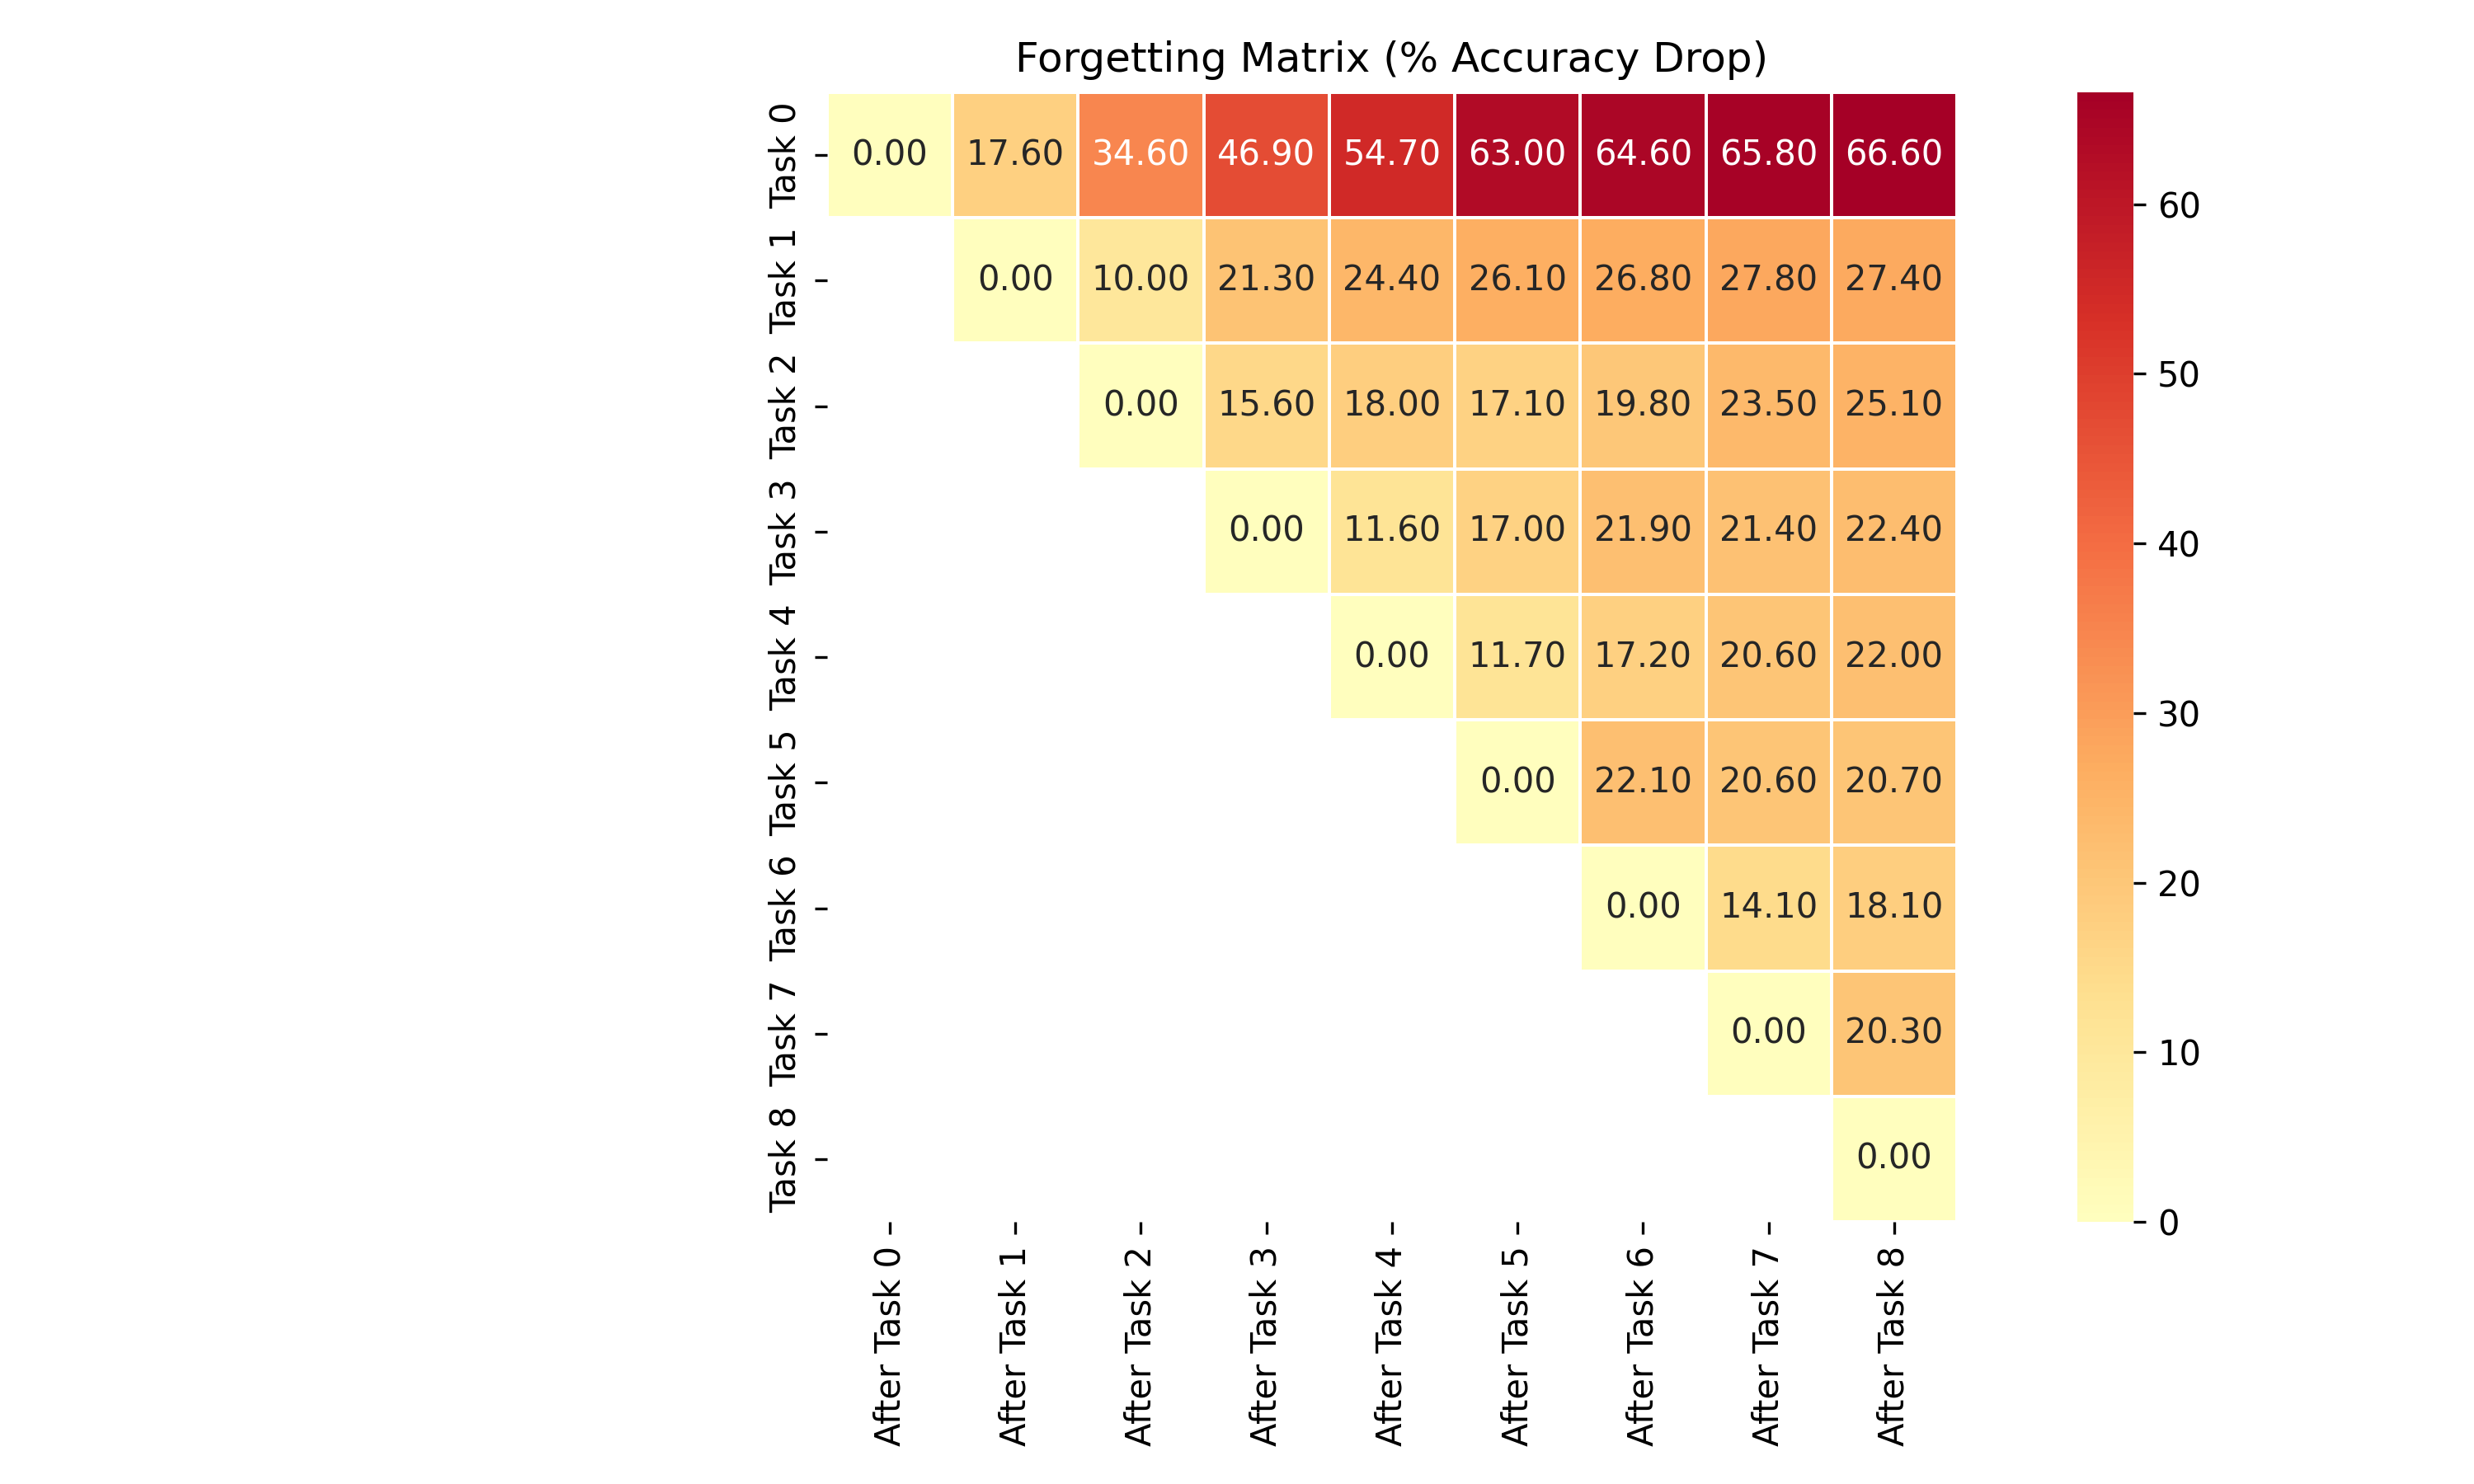 Forgetting Matrix (% Accuracy Drop)
Task 0 0.00 17.60 34.60 46.90 54.70 63.00 64.60 65.80 66.60
Task 1 0.00 10.00 21.30 24.40 26.10 26.80 27.80 27.40
Task 2 0.00 15.60 18.00 17.10 19.80 23.50 25.10
Task 3 0.00 11.60 17.00 21.90 21.40 22.40
Task 4 0.00 11.70 17.20 20.60 22.00
Task 5 0.00 22.10 20.60 20.70
Task 6 0.00 14.10 18.10
Task 7 0.00 20.30
Task 8 0.00
After Task 0
After Task 1
After Task 2
After Task 3
After Task 4
After Task 5
After Task 6
After Task 7
After Task 8
60
50
40
30
20
10
0